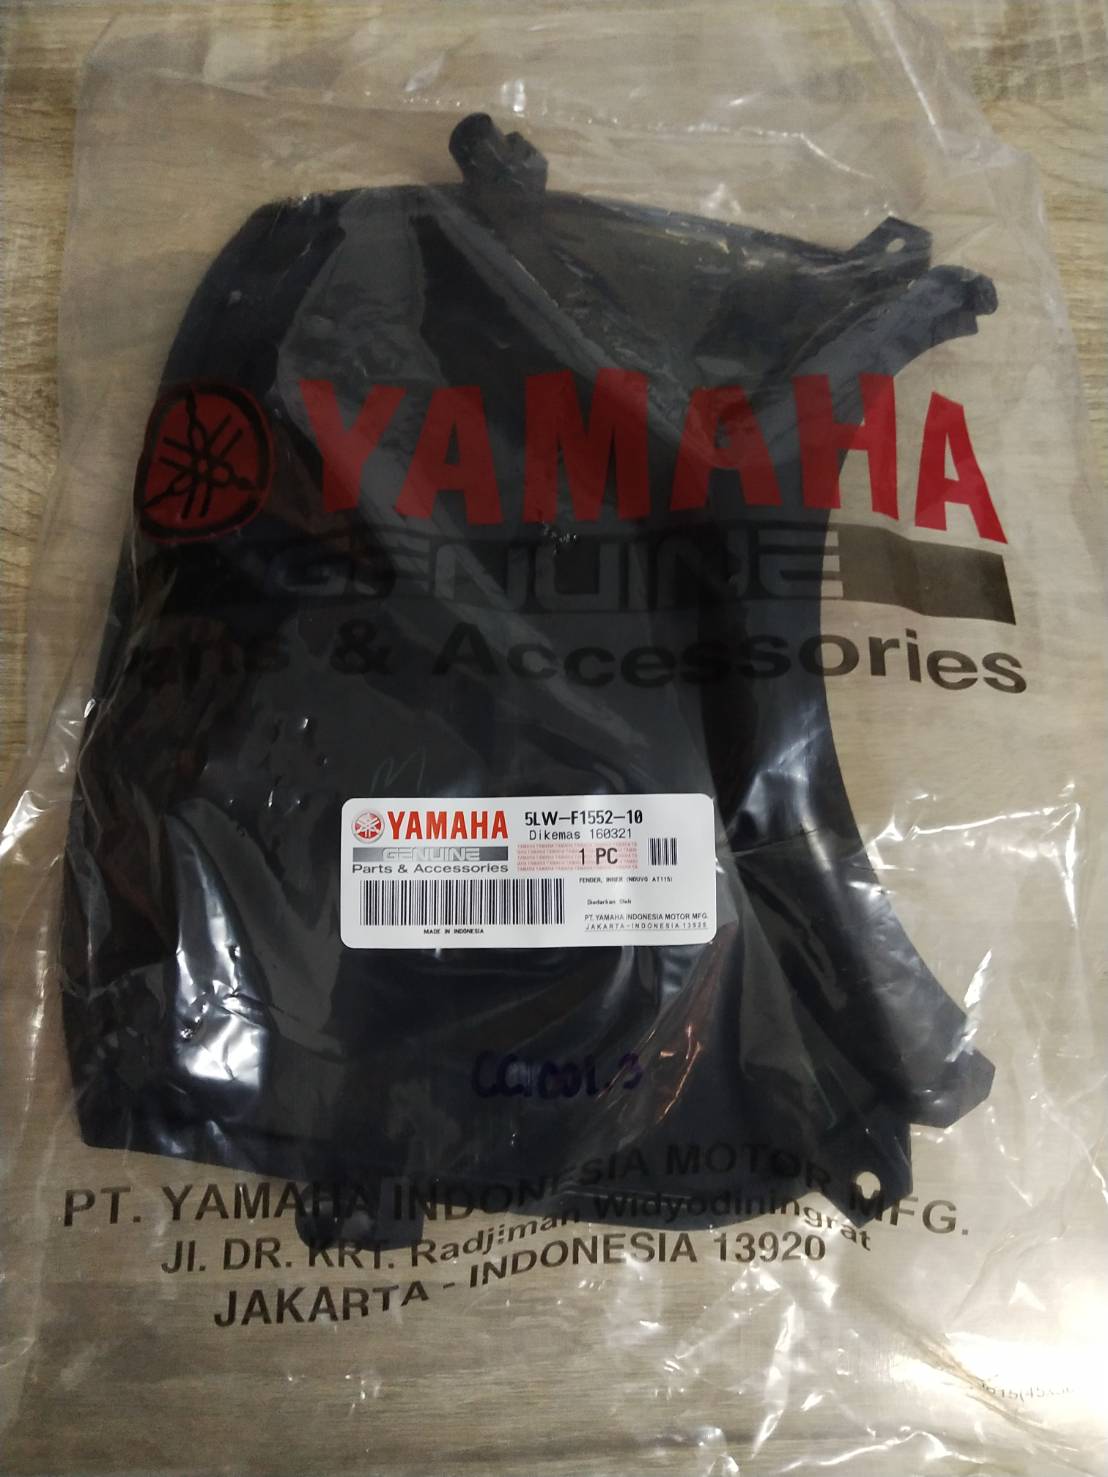 YAMAHA
GENUINE
Parts & Accessories
YAMAHA
GENUINE
Parts & Accessories
5LW-F1552-10
Dikemas 160321
1 PC
FENDER, INNER (NOUVO AT115)
Diedarkan Oleh
PT. YAMAHA INDONESIA MOTOR MFG.
JAKARTA-INDONESIA 13920
MADE IN INDONESIA
PT. YAMAHA INDONESIA MOTOR MFG.
Jl. DR. KRT. Radjiman Widyodiningrat
JAKARTA - INDONESIA 13920